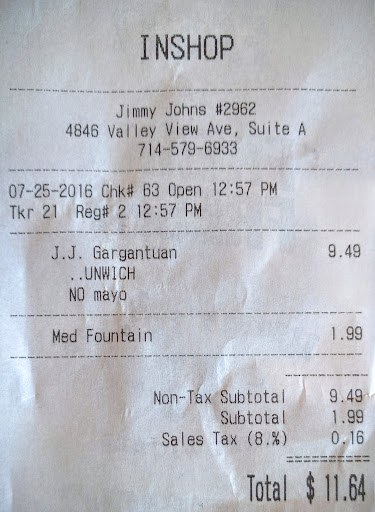 INSHOP
Jimmy Johns #2962
4846 Valley View Ave, Suite A
714-579-6933
07-25-2016 Chk# 63 Open 12:57 PM
Tkr 21 Reg# 2 12:57 PM
J.J. Gargantuan 9.49
..UNWICH
NO mayo
Med Fountain 1.99
Non-Tax Subtotal 9.49
Subtotal 1.99
Sales Tax (8.%) 0.16
Total $ 11.64